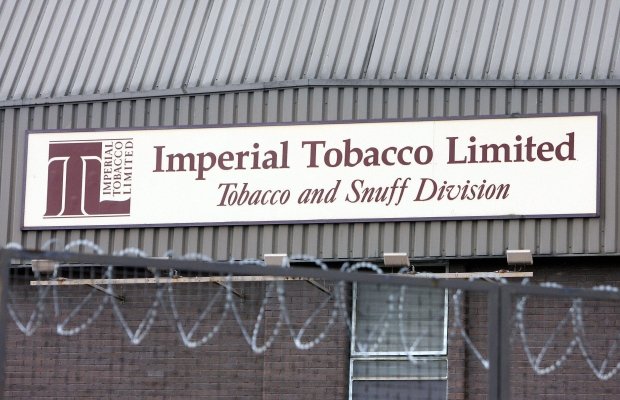 IMPERIAL
TOBACCO
LIMITED
Imperial Tobacco Limited
Tobacco and Snuff Division